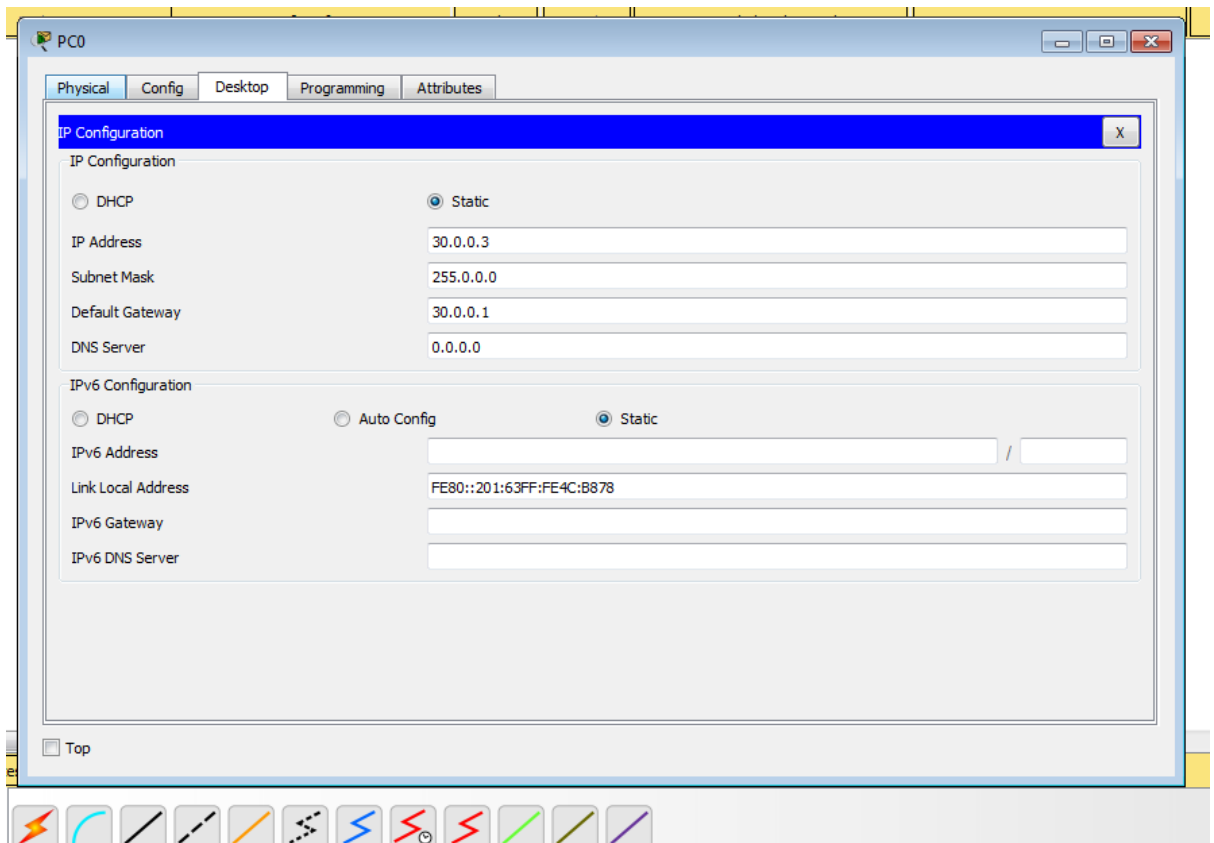 PC0
Physical Config Desktop Programming Attributes
IP Configuration X
IP Configuration
DHCP Static
IP Address 30.0.0.3
Subnet Mask 255.0.0.0
Default Gateway 30.0.0.1
DNS Server 0.0.0.0
IPv6 Configuration
DHCP Auto Config Static
IPv6 Address /
Link Local Address FE80::201:63FF:FE4C:B878
IPv6 Gateway
IPv6 DNS Server
Top